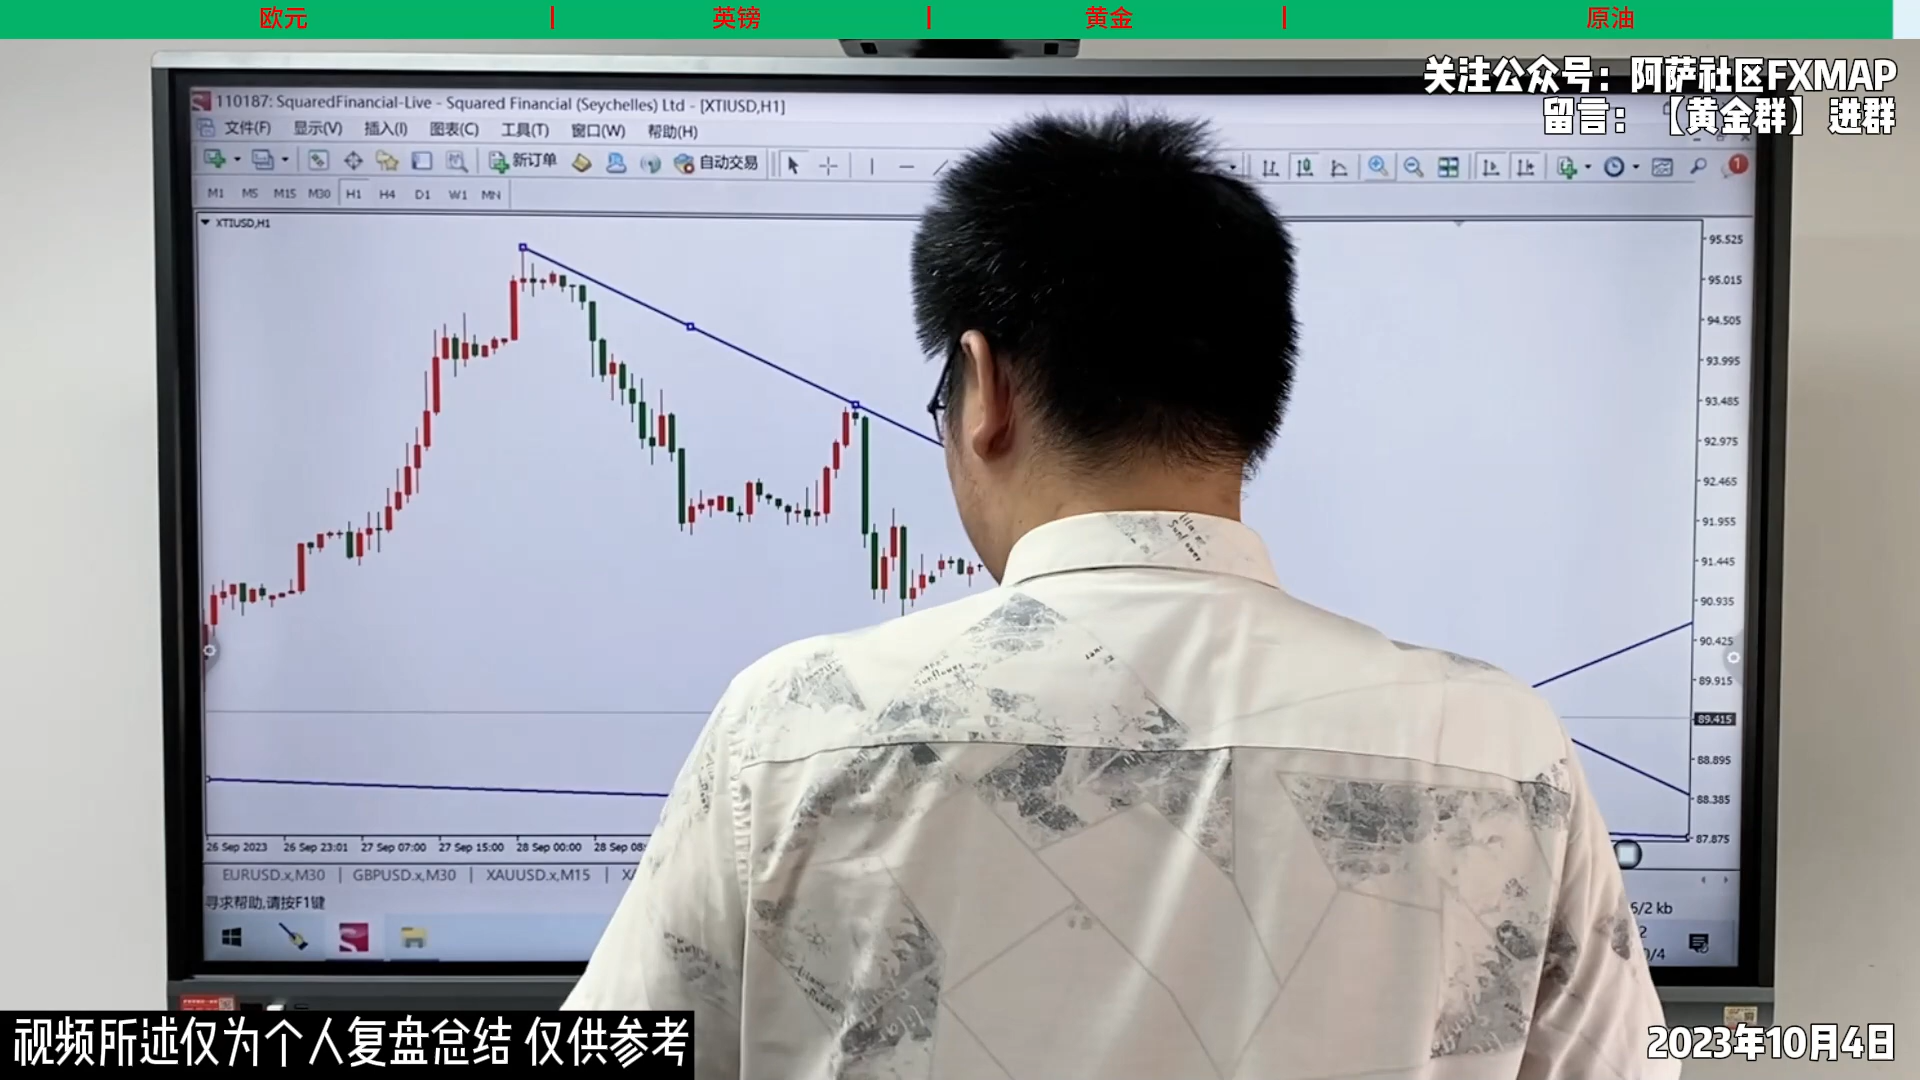 欧元 | 英镑 | 黄金 | 原油
关注公众号：阿萨社区FXMAP
留言：【黄金群】进群
110187: SquaredFinancial-Live - Squared Financial (Seychelles) Ltd - [XTIUSD,H1]
文件(F) 显示(V) 插入(I) 图表(C) 工具(T) 窗口(W) 帮助(H)
新订单 自动交易
1
M1 M5 M15 M30 H1 H4 D1 W1 MN
XTIUSD,H1
95.525
95.015
94.505
93.995
93.485
92.975
92.465
91.955
91.445
90.935
90.425
89.915
89.415
88.895
88.385
87.875
26 Sep 2023 26 Sep 23:01 27 Sep 07:00 27 Sep 15:00 28 Sep 00:00 28 Sep
EURUSD.x,M30 | GBPUSD.x,M30 | XAUUSD.x,M15 |
寻求帮助,请按F1键
6/2 kb
视频所述仅为个人复盘总结 仅供参考
2023年10月4日